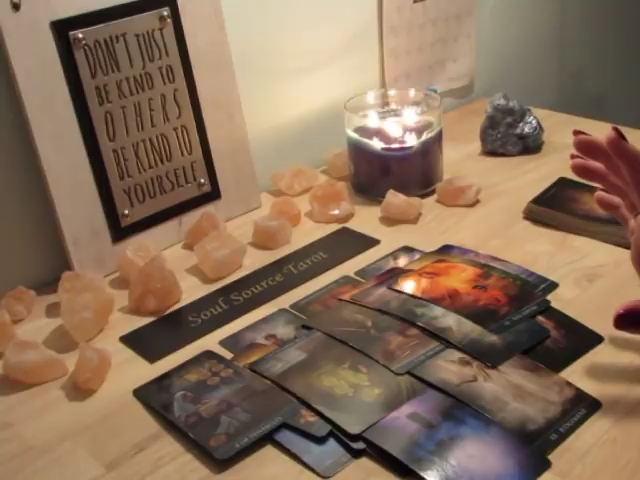 DON'T JUST
BE KIND TO
OTHERS
BE KIND TO
YOURSELF
Soul Source Tarot